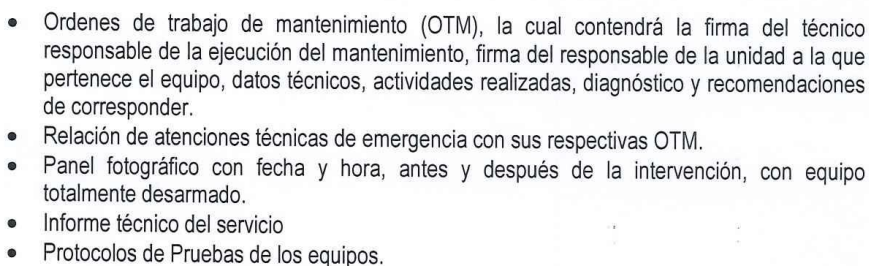 • Ordenes de trabajo de mantenimiento (OTM), la cual contendrá la firma del técnico
responsable de la ejecución del mantenimiento, firma del responsable de la unidad a la que
pertenece el equipo, datos técnicos, actividades realizadas, diagnóstico y recomendaciones
de corresponder.
• Relación de atenciones técnicas de emergencia con sus respectivas OTM.
• Panel fotográfico con fecha y hora, antes y después de la intervención, con equipo
totalmente desarmado.
• Informe técnico del servicio
• Protocolos de Pruebas de los equipos.